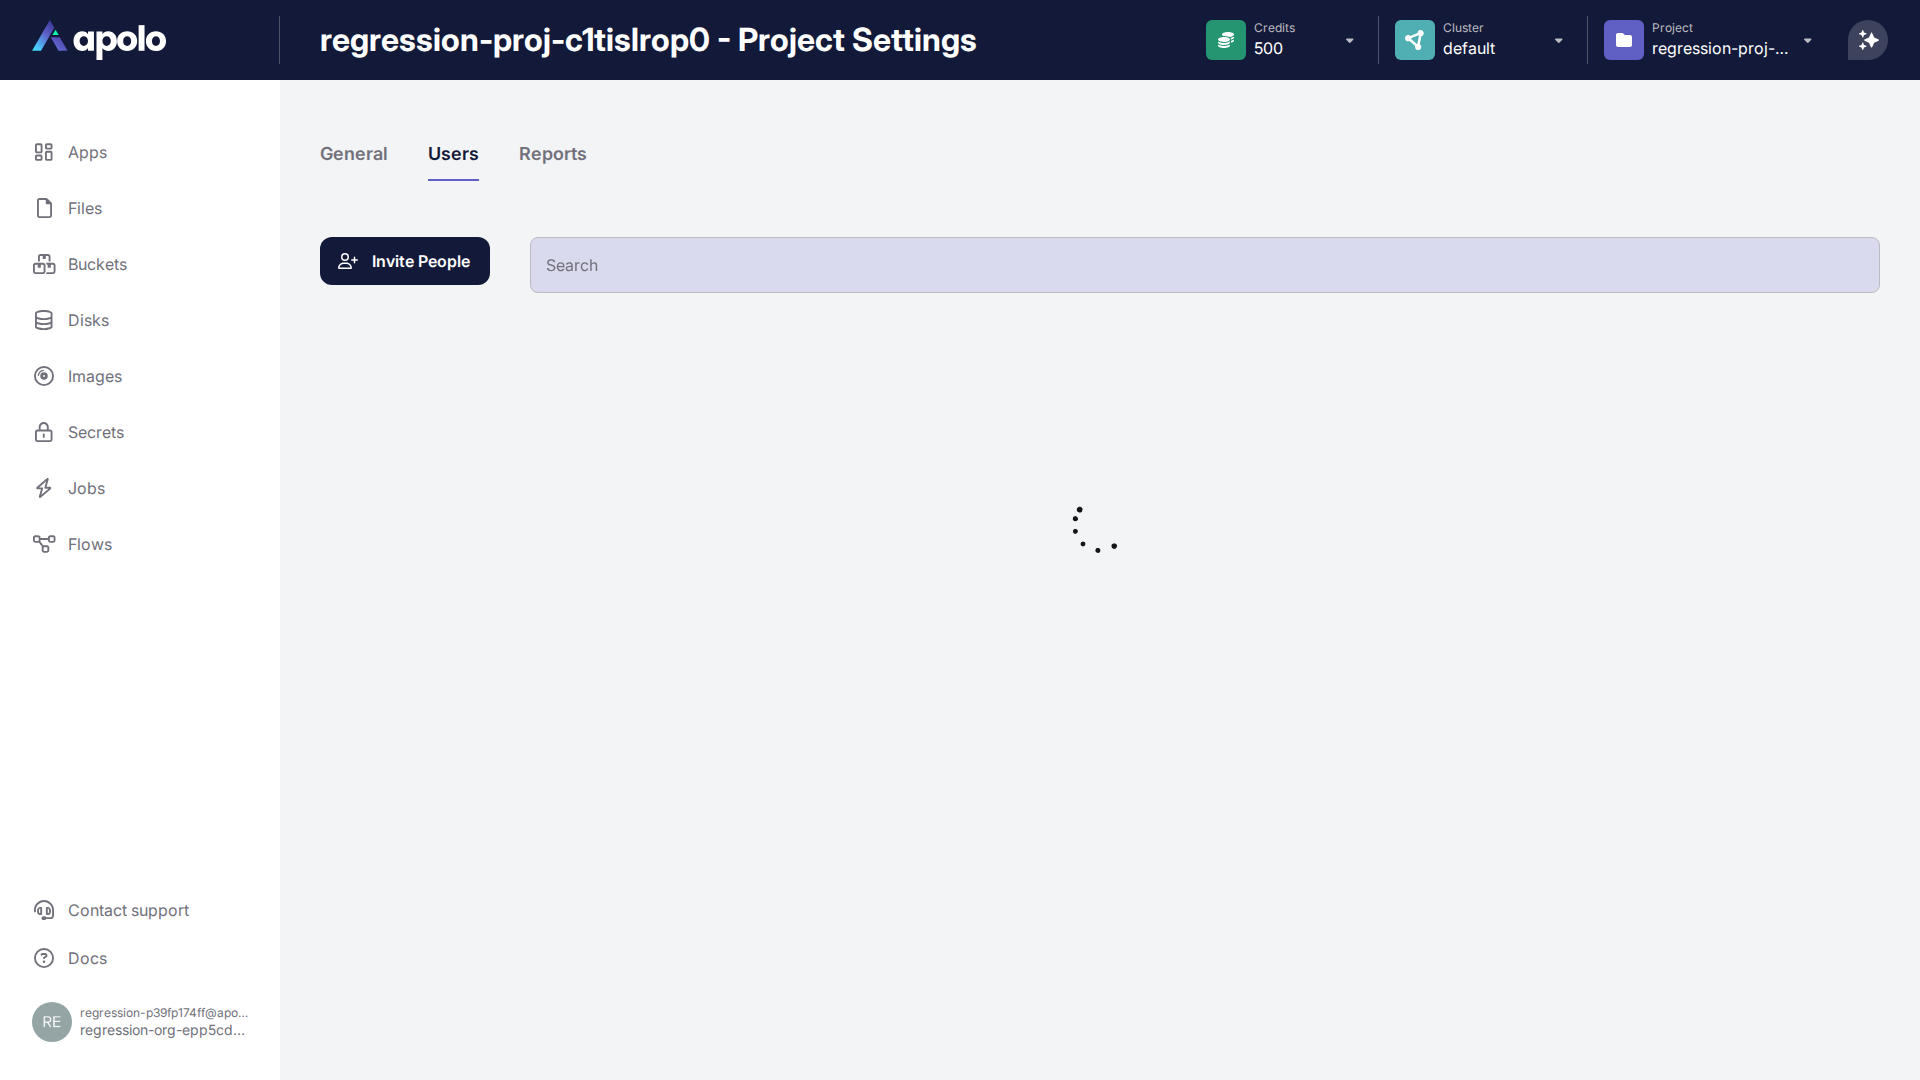 apolo
regression-proj-c1tislrop0 - Project Settings
Credits
500
Cluster
default
Project
regression-proj-...
Apps
Files
Buckets
Disks
Images
Secrets
Jobs
Flows
General
Users
Reports
Invite People
Search
Contact support
Docs
RE
regression-p39fp174ff@apo...
regression-org-epp5cd...